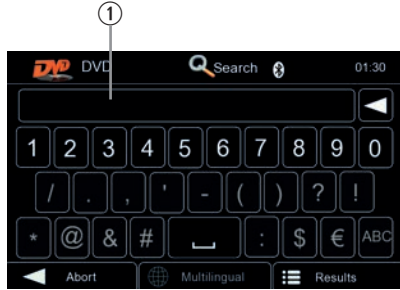 ①
DVD DVD Search 01:30
1 2 3 4 5 6 7 8 9 0
/ . , ' - ( ) ? !
* @ & # : $ € ABC
Abort Multilingual Results